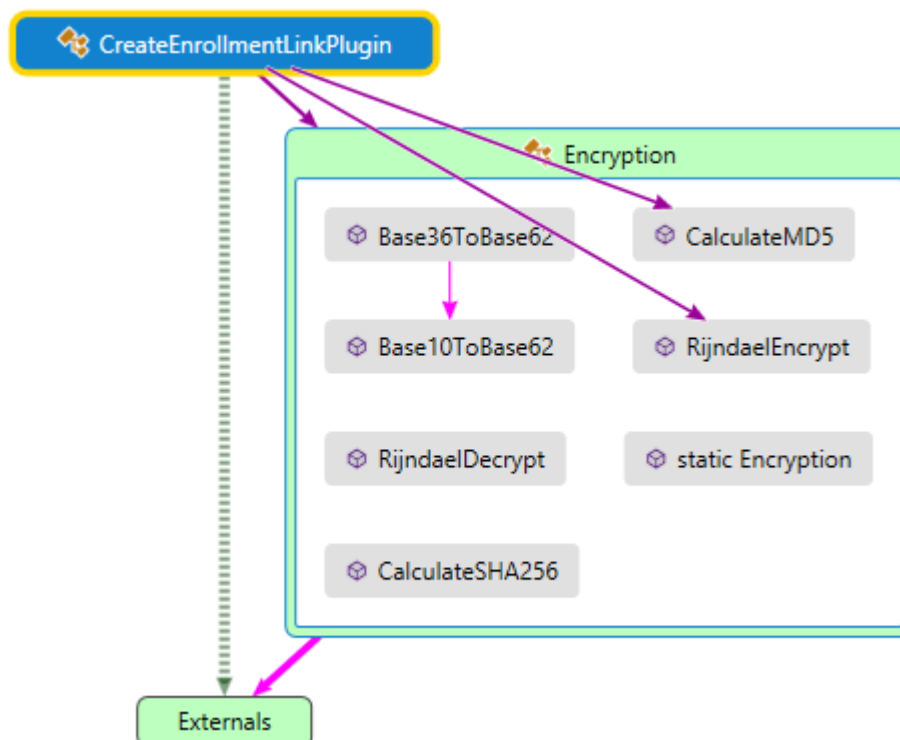 CreateEnrollmentLinkPlugin
Encryption
Base36ToBase62
CalculateMD5
Base10ToBase62
RijndaelEncrypt
RijndaelDecrypt
static Encryption
CalculateSHA256
Externals